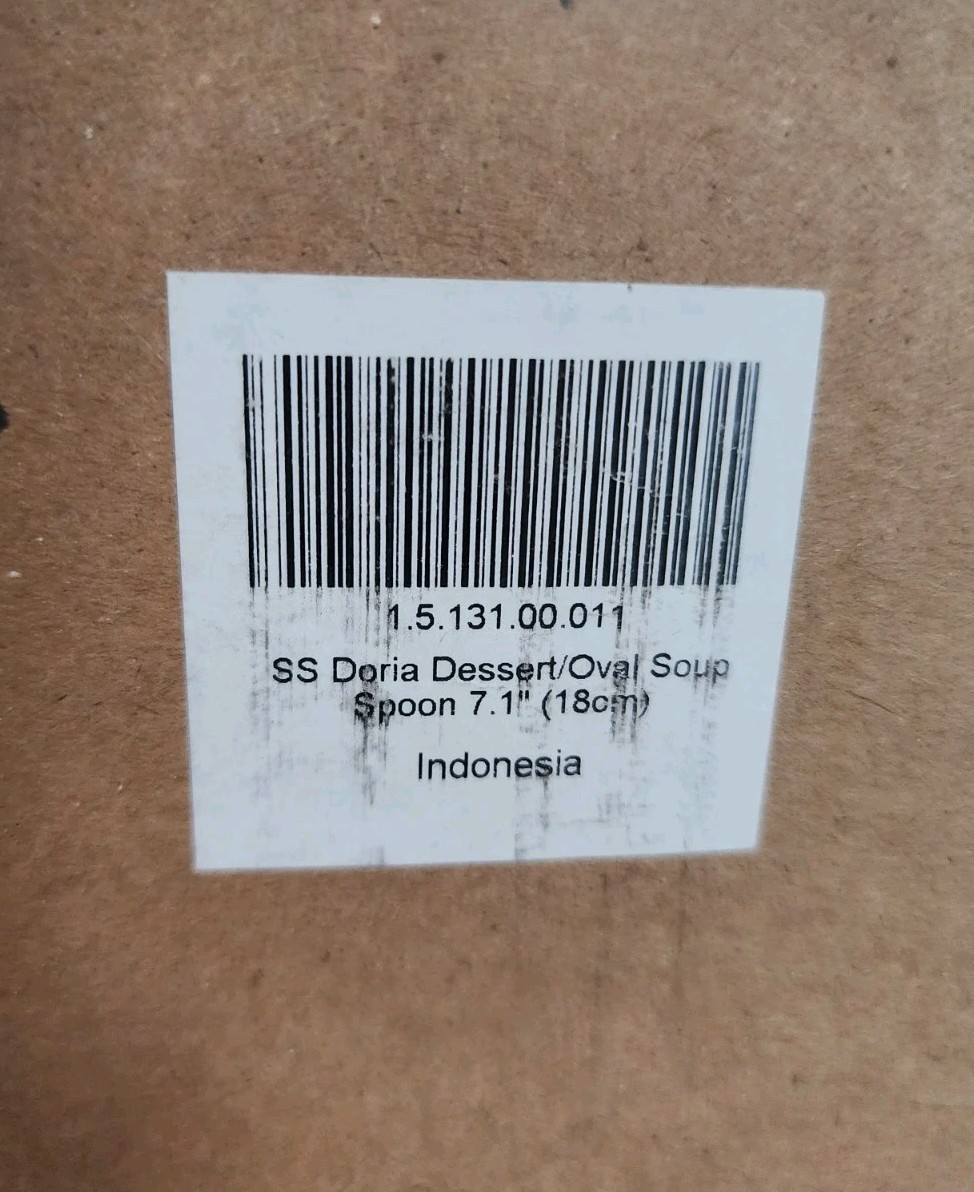 1.5.131.00.011
SS Doria Dessert/Oval Soup
Spoon 7.1" (18cm)
Indonesia